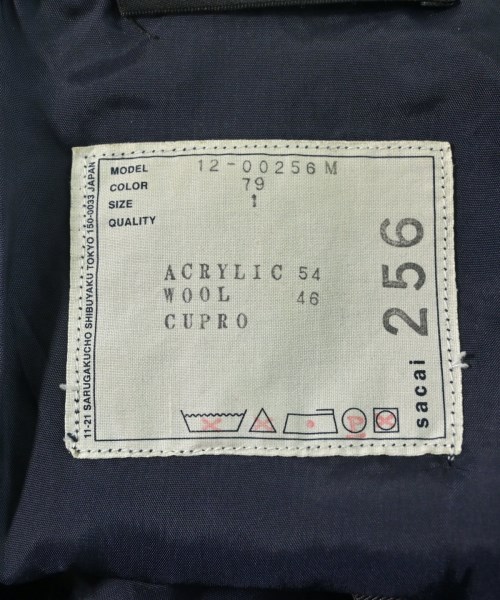 MODEL 12-00256M
COLOR 79
SIZE 1
QUALITY
ACRYLIC 54
WOOL 46
CUPRO
P
sacai 256
11-21 SARUGAKUCHO SHIBUYAKU TOKYO 150-0033 JAPAN